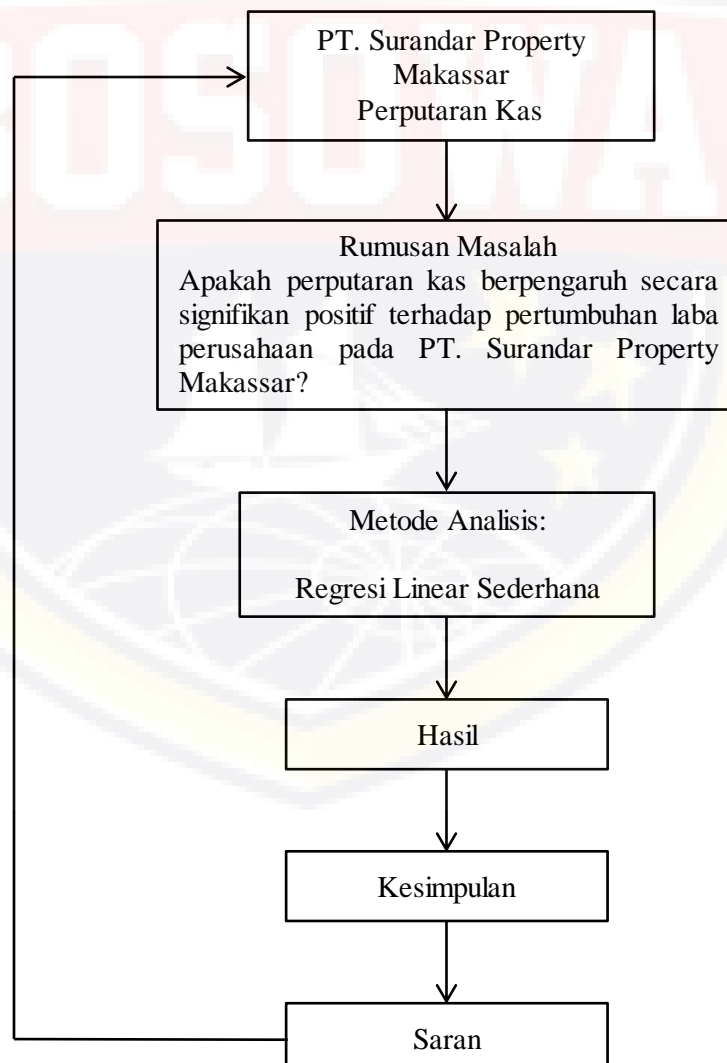 BOSOWA
PT. Surandar Property
Makassar
Perputaran Kas
Rumusan Masalah
Apakah perputaran kas berpengaruh secara
signifikan positif terhadap pertumbuhan laba
perusahaan pada PT. Surandar Property
Makassar?
Metode Analisis:
Regresi Linear Sederhana
Hasil
Kesimpulan
Saran